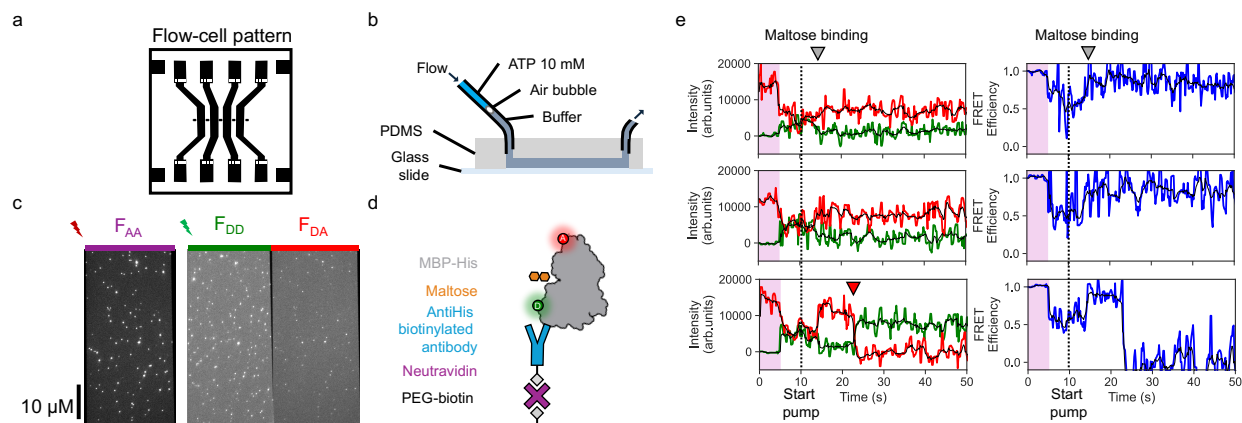 a
Flow-cell pattern
b
Flow
ATP 10 mM
Air bubble
Buffer
PDMS
Glass
slide
c
FAA
FDD
FDA
10 µM
d
A
MBP-His
Maltose
D
AntiHis
biotinylated
antibody
Neutravidin
PEG-biotin
e
Maltose binding
Intensity
(arb.units)
20000
10000
0
Intensity
(arb.units)
20000
10000
0
Intensity
(arb.units)
20000
10000
0
0 10 20 30 40 50
Start
pump
Time (s)
Maltose binding
FRET
Efficiency
1.0
0.5
0.0
FRET
Efficiency
1.0
0.5
0.0
FRET
Efficiency
1.0
0.5
0.0
0 10 20 30 40 50
Start
pump
Time (s)